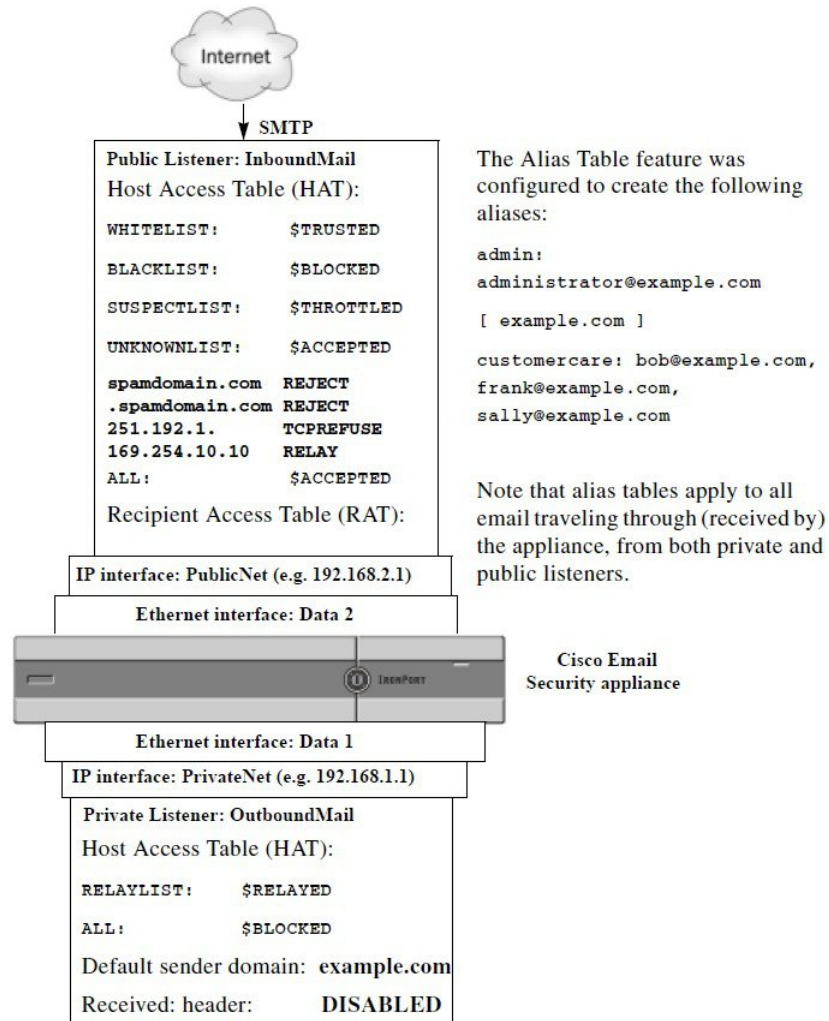 Internet
SMTP
Public Listener: InboundMail
Host Access Table (HAT):
WHITELIST: $TRUSTED
BLACKLIST: $BLOCKED
SUSPECTLIST: $THROTTLED
UNKNOWNLIST: $ACCEPTED
spamdomain.com REJECT
.spamdomain.com REJECT
251.192.1. TCPREFUSE
169.254.10.10 RELAY
ALL: $ACCEPTED
Recipient Access Table (RAT):
The Alias Table feature was
configured to create the following
aliases:
admin:
administrator@example.com
[ example.com ]
customercare: bob@example.com,
frank@example.com,
sally@example.com
Note that alias tables apply to all
email traveling through (received by)
the appliance, from both private and
public listeners.
IP interface: PublicNet (e.g. 192.168.2.1)
Ethernet interface: Data 2
IRONPORT
Cisco Email
Security appliance
Ethernet interface: Data 1
IP interface: PrivateNet (e.g. 192.168.1.1)
Private Listener: OutboundMail
Host Access Table (HAT):
RELAYLIST: $RELAYED
ALL: $BLOCKED
Default sender domain: example.com
Received: header: DISABLED